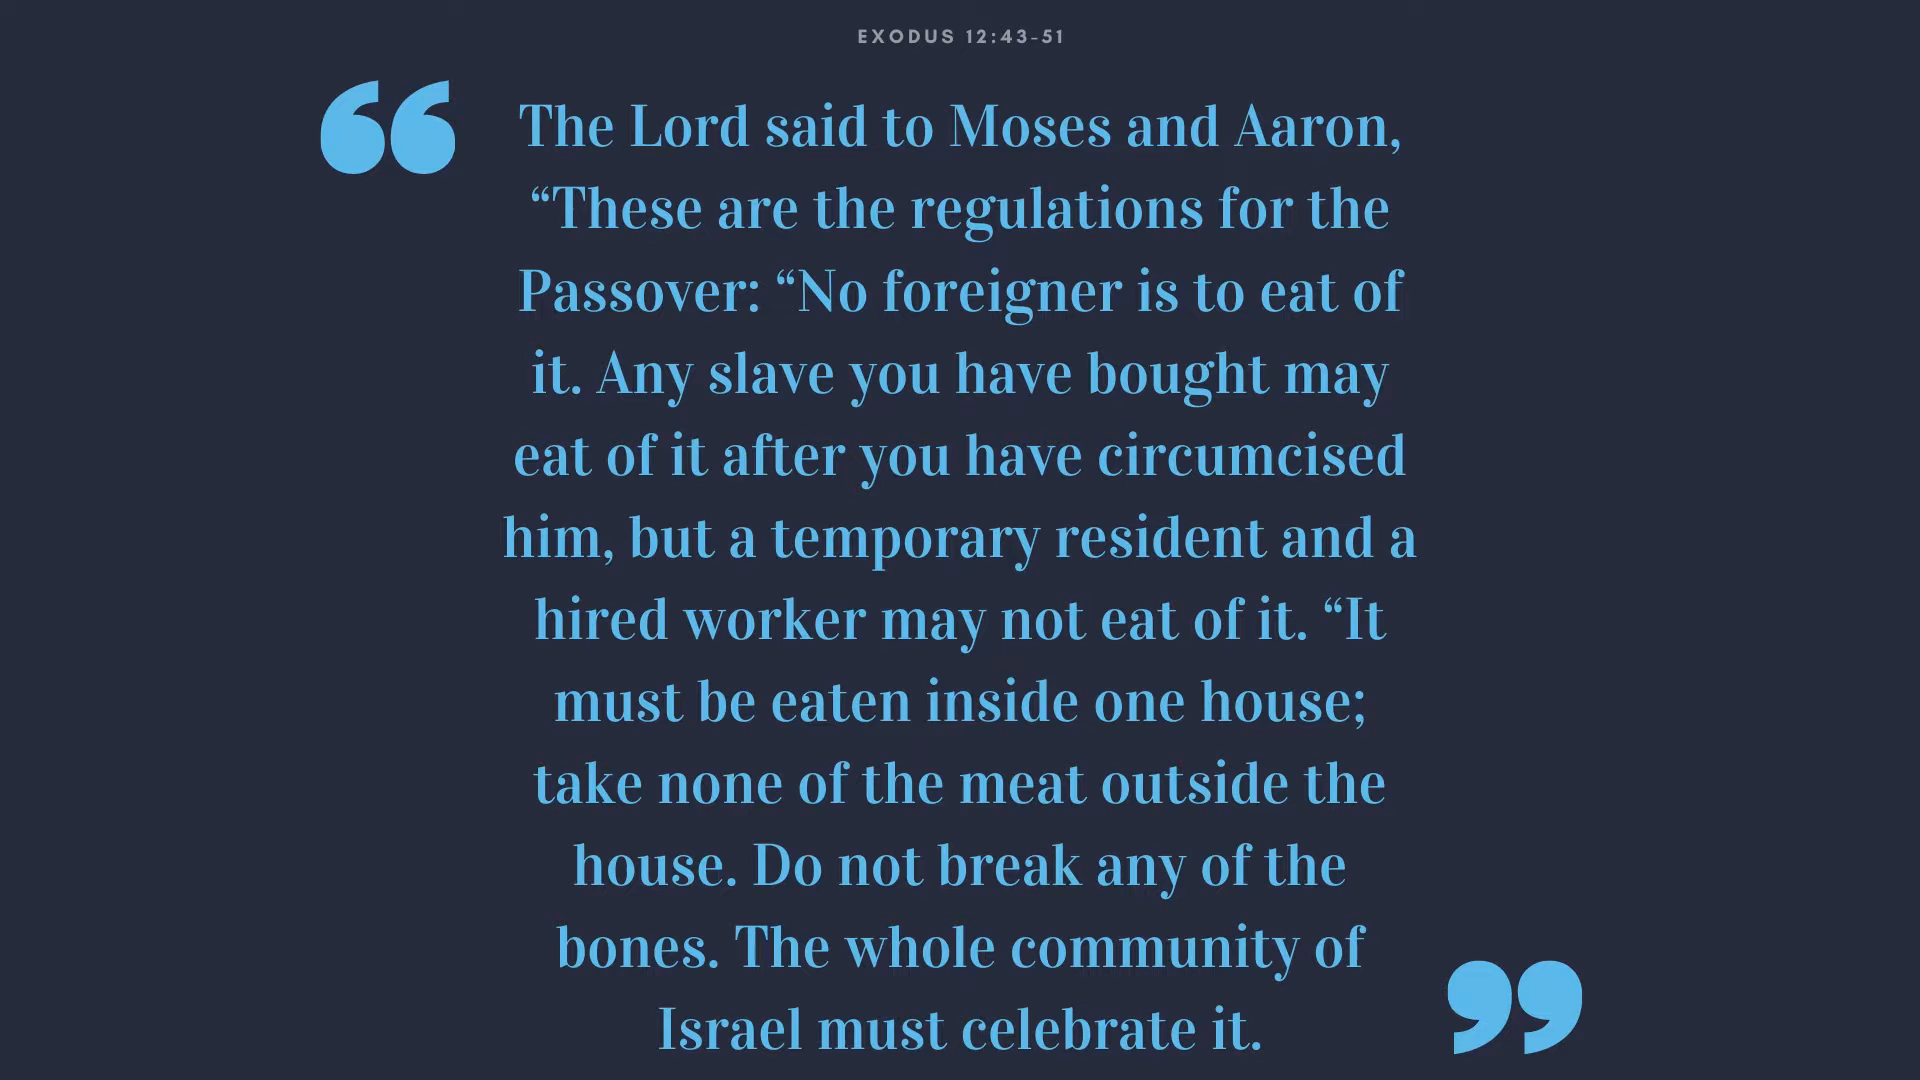 EXODUS 12:43-51
The Lord said to Moses and Aaron,
“These are the regulations for the
Passover: “No foreigner is to eat of
it. Any slave you have bought may
eat of it after you have circumcised
him, but a temporary resident and a
hired worker may not eat of it. “It
must be eaten inside one house;
take none of the meat outside the
house. Do not break any of the
bones. The whole community of
Israel must celebrate it.